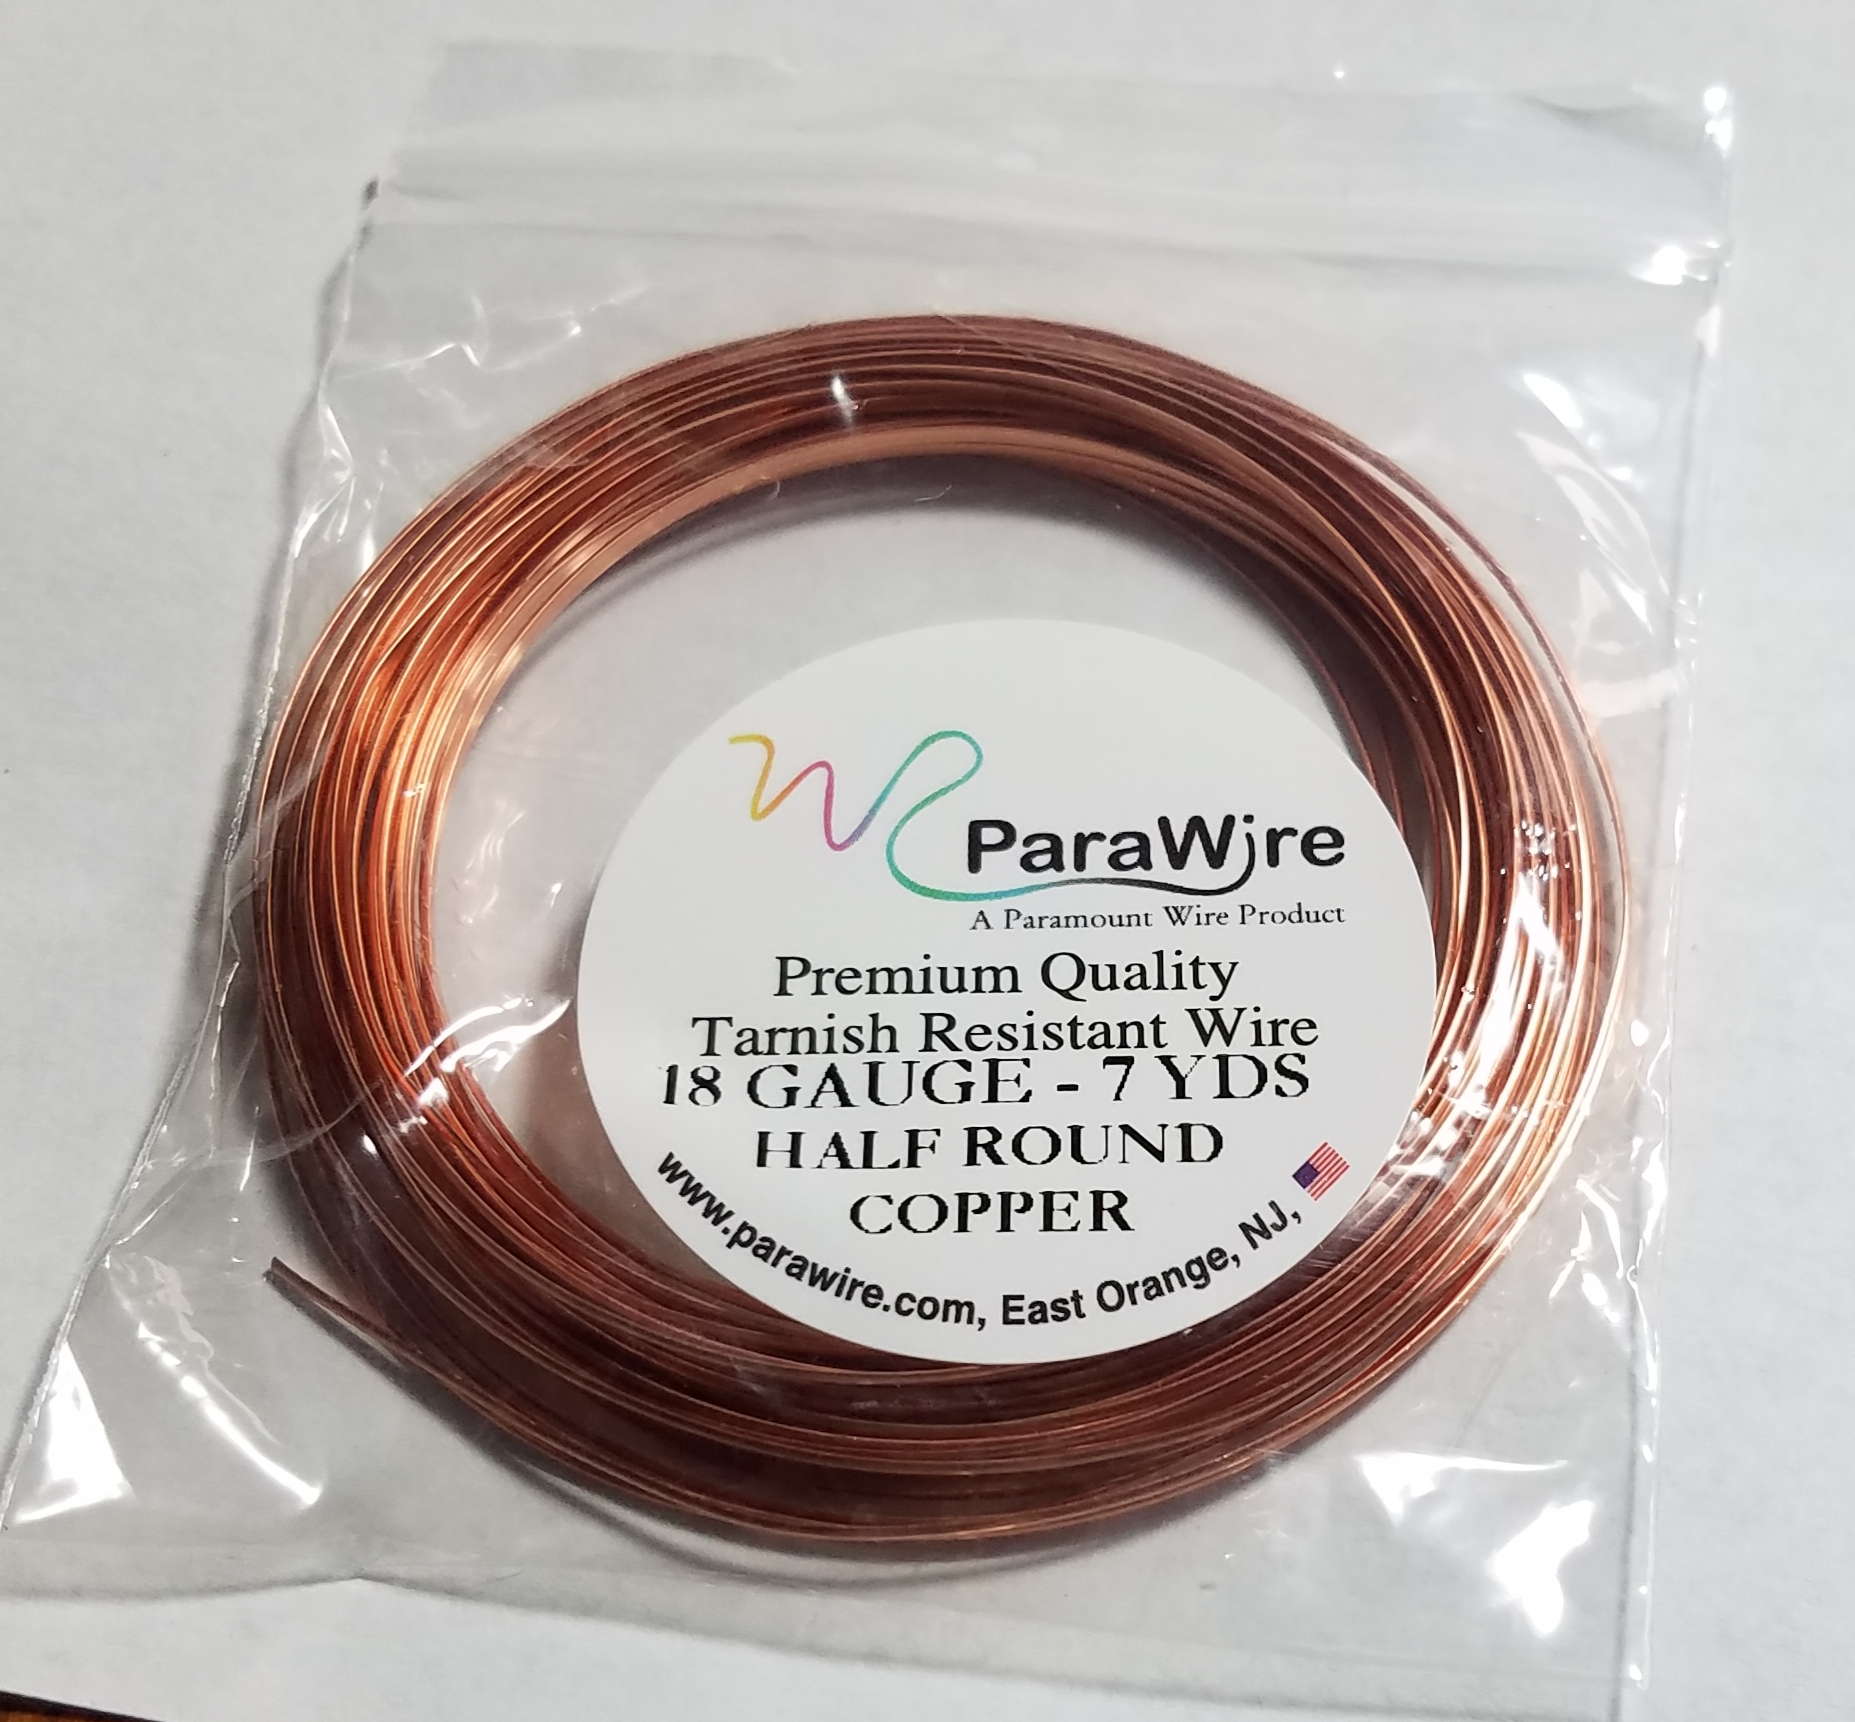 ParaWire
A Paramount Wire Product
Premium Quality
Tarnish Resistant Wire
18 GAUGE - 7 YDS
HALF ROUND
COPPER
www.parawire.com, East Orange, NJ,